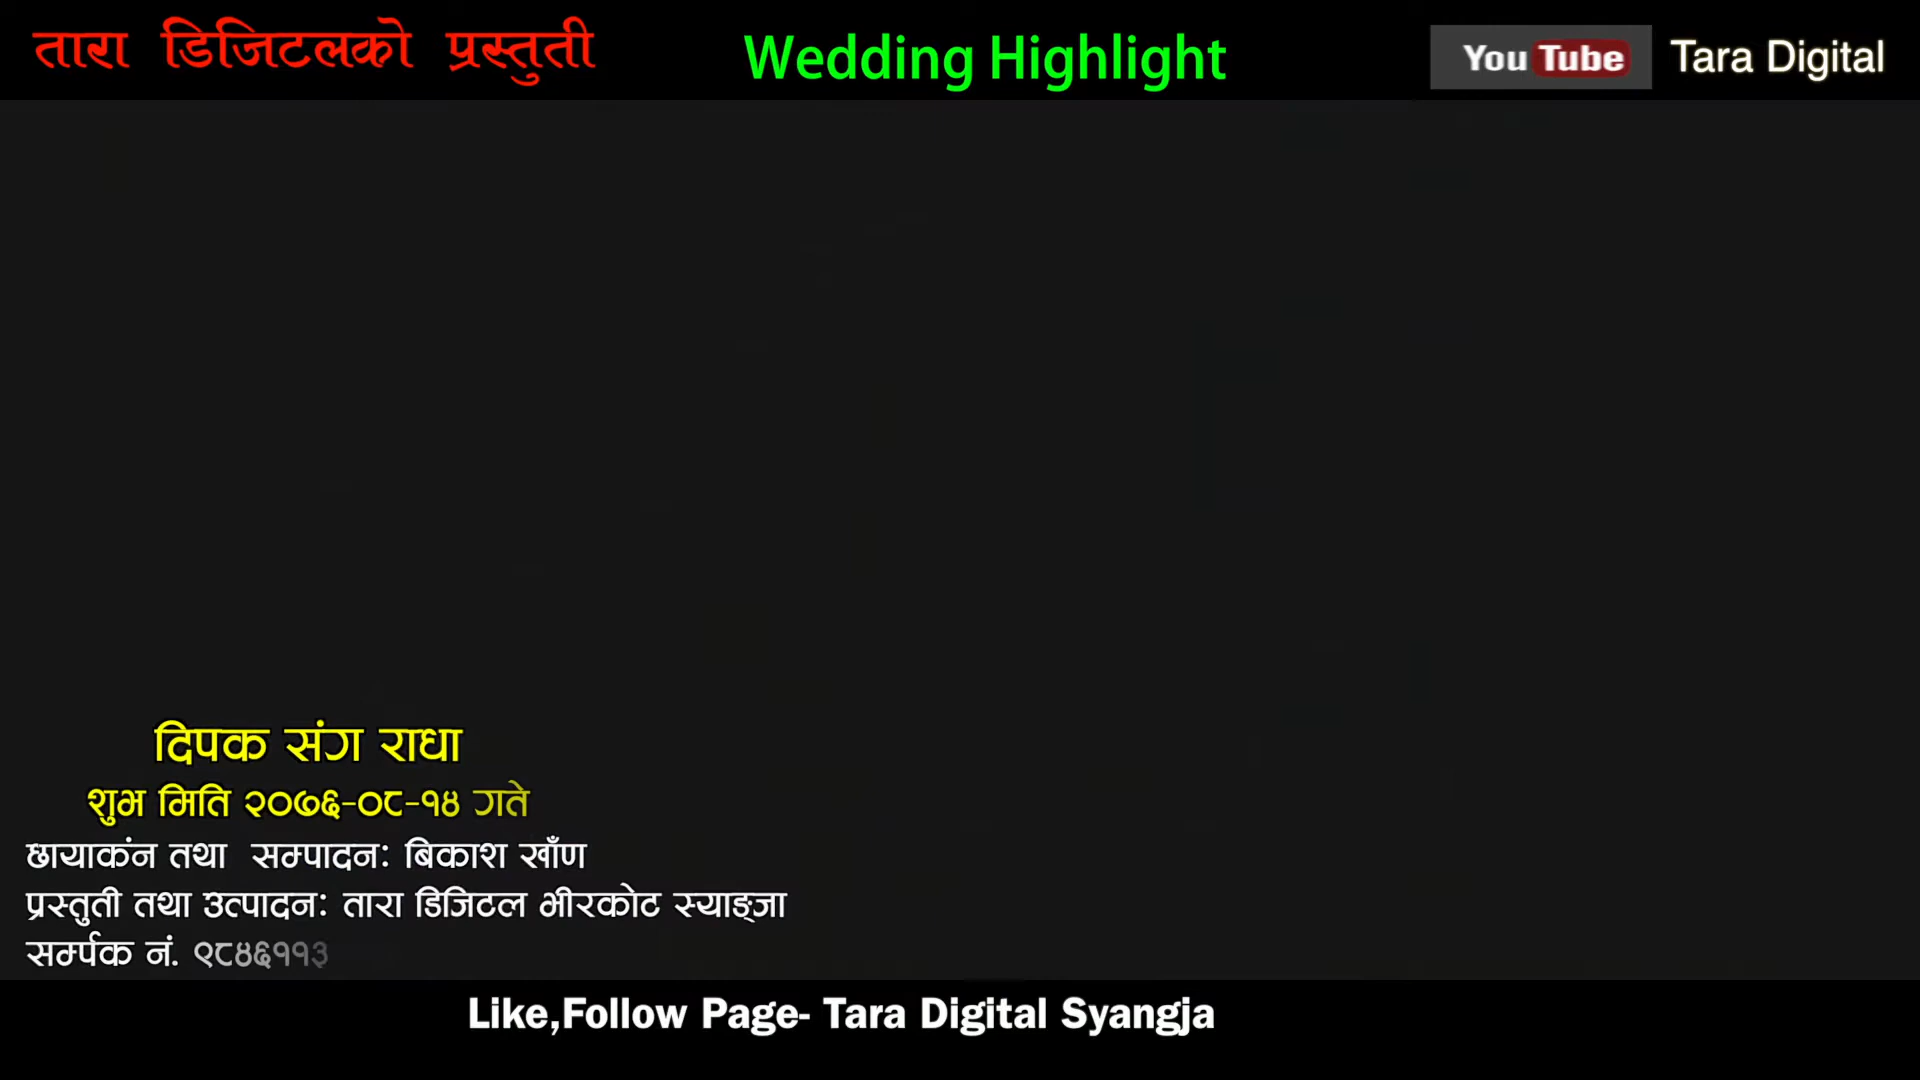 तारा डिजिटलको प्रस्तुती
Wedding Highlight
You Tube Tara Digital
दिपक संग राधा
शुभ मिति २०७६-०८-१४ गते
छायाकंन तथा सम्पादन: बिकाश खाँण
प्रस्तुती तथा उत्पादन: तारा डिजिटल भीरकोट स्याङ्जा
सर्म्पक नं. ९८४६११३
Like,Follow Page- Tara Digital Syangja